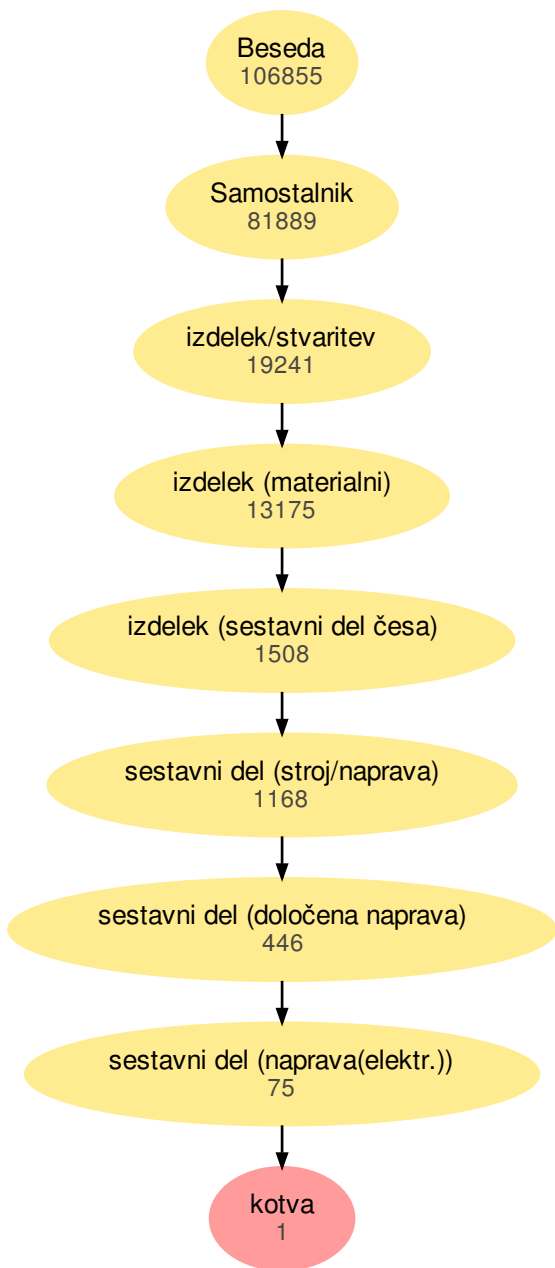 Beseda
106855
Samostalnik
81889
izdelek/stvaritev
19241
izdelek (materialni)
13175
izdelek (sestavni del česa)
1508
sestavni del (stroj/naprava)
1168
sestavni del (določena naprava)
446
sestavni del (naprava(elektr.))
75
kotva
1